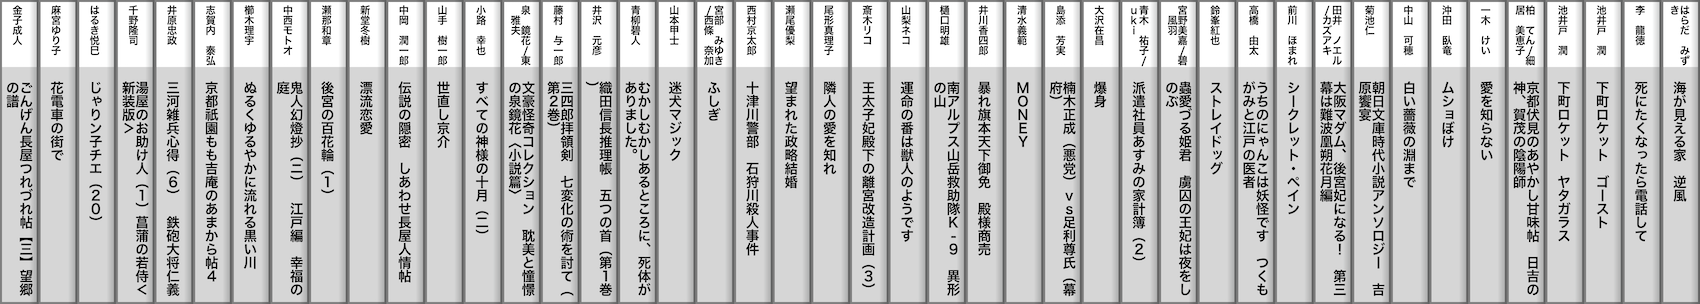 はらだ　みず
き
海が見える家　逆風
李　龍徳
死にたくなったら電話して
池井戸　潤
下町ロケット　ゴースト
池井戸　潤
下町ロケット　ヤタガラス
柏　てん/細
居　美恵子
京都伏見のあやかし甘味帖　日吉の
神、賀茂の陰陽師
一木　けい
愛を知らない
沖田　臥竜
ムショぼけ
中山　可穂
白い薔薇の淵まで
菊池仁
朝日文庫時代小説アンソロジー　吉
原饗宴
田井　ノエル
/カズアキ
大阪マダム、後宮妃になる！　第三
幕は難波凰朔花月編
前川　ほまれ
シークレット・ペイン
高橋　由太
うちのにゃんこは妖怪です　つくも
がみと江戸の医者
鈴峯紅也
ストレイドッグ
宮野美嘉/碧
風羽
蟲愛づる姫君　虜囚の王妃は夜をし
のぶ
青木　祐子/
ｕｋｉ
派遣社員あすみの家計簿（２）
大沢在昌
爆身
島添　芳実
楠木正成（悪党）ｖｓ足利尊氏（幕
府）
清水義範
ＭＯＮＥＹ
井川香四郎
暴れ旗本天下御免　殿様商売
樋口明雄
南アルプス山岳救助隊Ｋ-９　異形
の山
山梨ネコ
運命の番は獣人のようです
斎木リコ
王太子妃殿下の離宮改造計画（３）
尾形真理子
隣人の愛を知れ
瀬尾優梨
望まれた政略結婚
西村京太郎
十津川警部　石狩川殺人事件
宮部　みゆき
/西條　奈加
ふしぎ
山本甲士
迷犬マジック
青柳碧人
むかしむかしあるところに、死体が
ありました。
井沢　元彦
織田信長推理帳　五つの首（第１巻
）
藤村　与一郎
三四郎拝領剣　七変化の術を討て（
第２巻）
泉　鏡花/東
雅夫
文豪怪奇コレクション　耽美と憧憬
の泉鏡花〈小説篇〉
小路　幸也
すべての神様の十月（二）
山手　樹一郎
世直し京介
中岡　潤一郎
伝説の隠密　しあわせ長屋人情帖
新堂冬樹
漂流恋愛
瀬那和章
後宮の百花輪（１）
中西モトオ
鬼人幻燈抄（二）　江戸編　幸福の
庭
櫛木理宇
ぬるくゆるやかに流れる黒い川
志賀内　泰弘
京都祇園もも吉庵のあまから帖４
井原忠政
三河雑兵心得（６）　鉄砲大将仁義
千野隆司
湯屋のお助け人（１）菖蒲の若侍＜
新装版＞
はるき悦巳
じゃりン子チエ（２０）
麻宮ゆり子
花電車の街で
金子成人
ごんげん長屋つれづれ帖【三】望郷
の譜